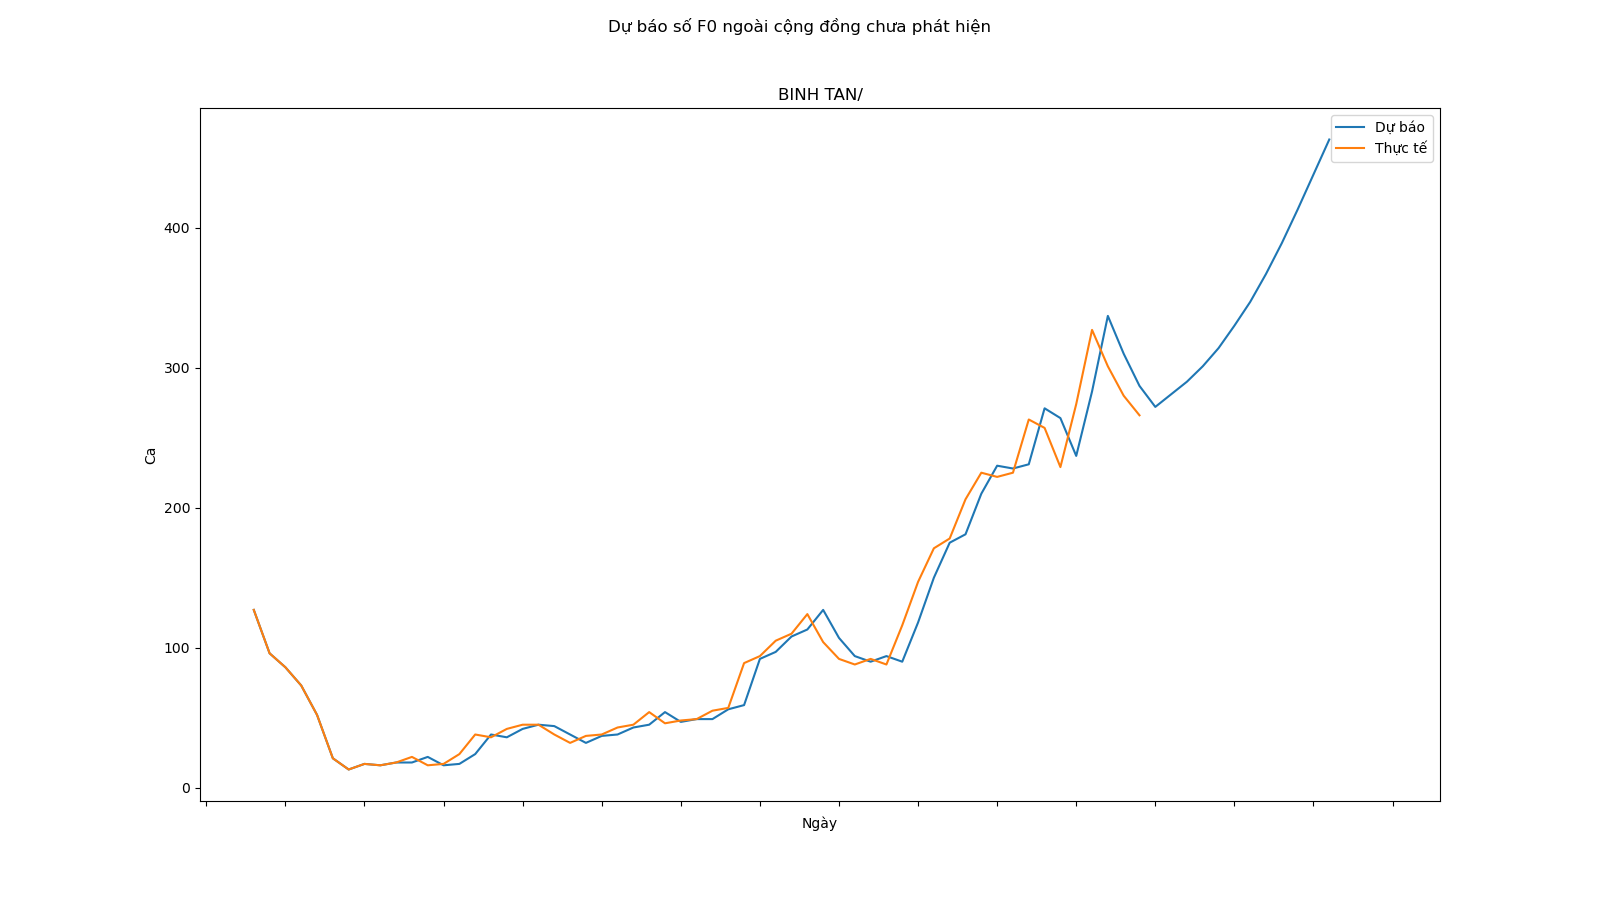 Dự báo số F0 ngoài cộng đồng chưa phát hiện
BINH TAN/
Dự báo
Thực tế
400
300
200
100
0
Ca
Ngày